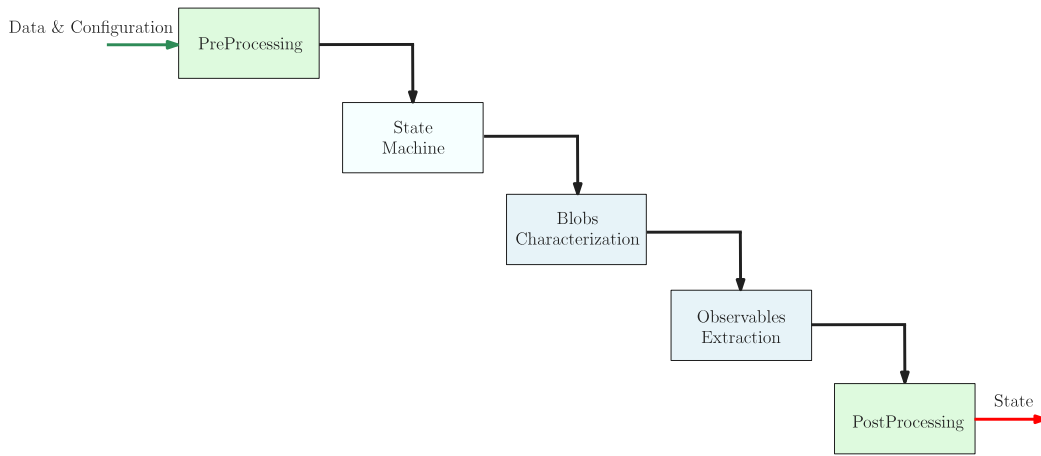 Data & Configuration
PreProcessing
State
Machine
Blobs
Characterization
Observables
Extraction
State
PostProcessing